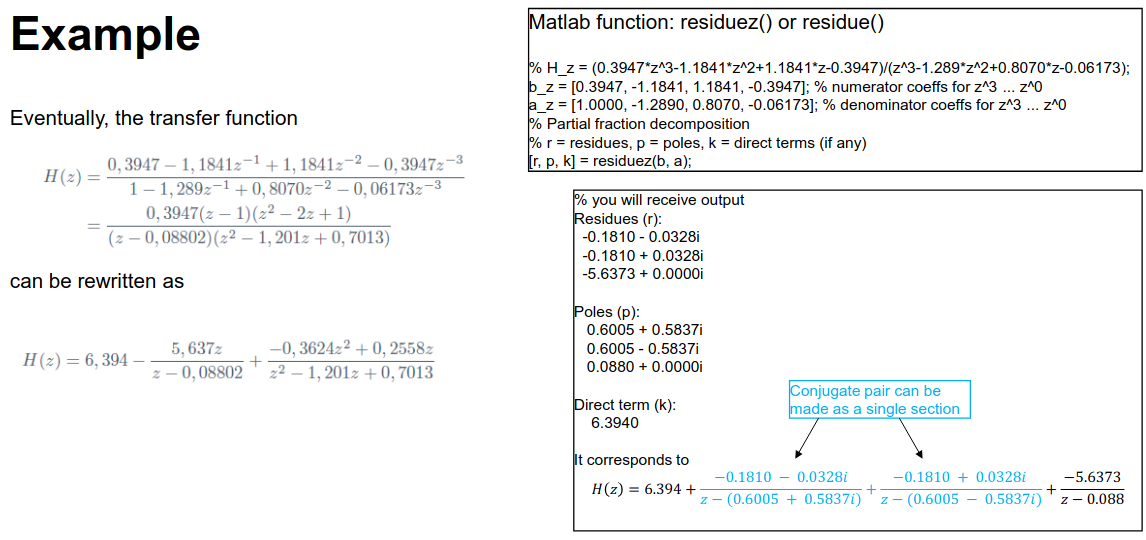 Example
Eventually, the transfer function
H(z) = \frac{0,3947 - 1,1841z^{-1} + 1,1841z^{-2} - 0,3947z^{-3}}{1 - 1,289z^{-1} + 0,8070z^{-2} - 0,06173z^{-3}}
= \frac{0,3947(z - 1)(z^2 - 2z + 1)}{(z - 0,08802)(z^2 - 1,201z + 0,7013)}
can be rewritten as
H(z) = 6,394 - \frac{5,637z}{z - 0,08802} + \frac{-0,3624z^2 + 0,2558z}{z^2 - 1,201z + 0,7013}
Matlab function: residuez() or residue()
% H_z = (0.3947*z^3-1.1841*z^2+1.1841*z-0.3947)/(z^3-1.289*z^2+0.8070*z-0.06173);
b_z = [0.3947, -1.1841, 1.1841, -0.3947]; % numerator coeffs for z^3 ... z^0
a_z = [1.0000, -1.2890, 0.8070, -0.06173]; % denominator coeffs for z^3 ... z^0
% Partial fraction decomposition
% r = residues, p = poles, k = direct terms (if any)
[r, p, k] = residuez(b, a);
% you will receive output
Residues (r):
-0.1810 - 0.0328i
-0.1810 + 0.0328i
-5.6373 + 0.0000i
Poles (p):
0.6005 + 0.5837i
0.6005 - 0.5837i
0.0880 + 0.0000i
Direct term (k):
6.3940
Conjugate pair can be
made as a single section
It corresponds to
H(z) = 6.394 + \frac{-0.1810 - 0.0328i}{z - (0.6005 + 0.5837i)} + \frac{-0.1810 + 0.0328i}{z - (0.6005 - 0.5837i)} + \frac{-5.6373}{z - 0.088}